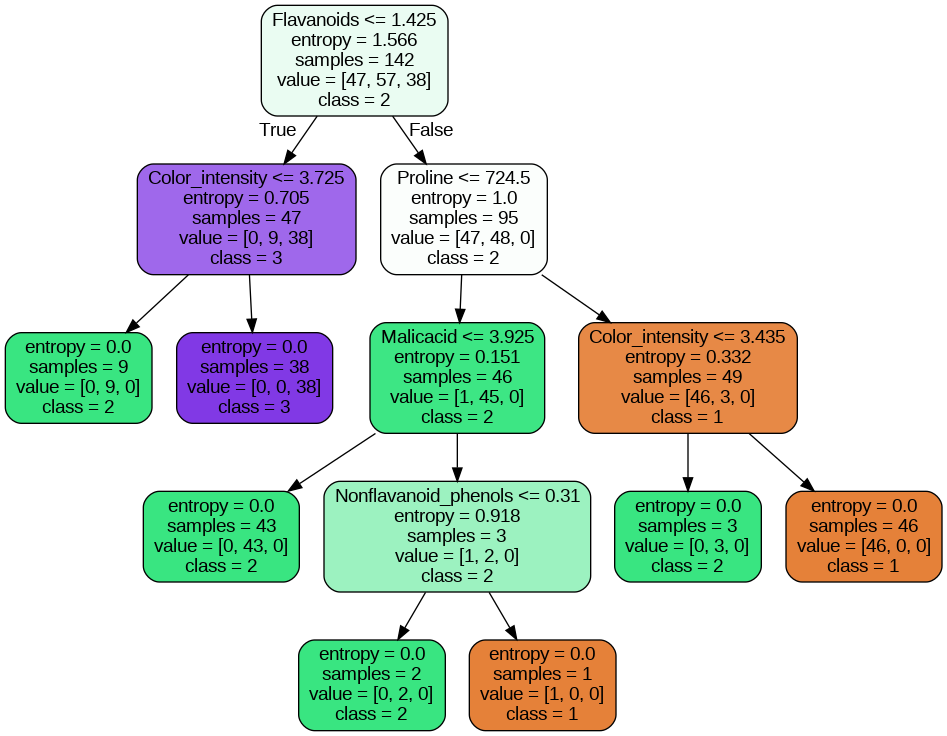 Flavanoids <= 1.425
entropy = 1.566
samples = 142
value = [47, 57, 38]
class = 2
True
False
Color_intensity <= 3.725
entropy = 0.705
samples = 47
value = [0, 9, 38]
class = 3
Proline <= 724.5
entropy = 1.0
samples = 95
value = [47, 48, 0]
class = 2
entropy = 0.0
samples = 9
value = [0, 9, 0]
class = 2
entropy = 0.0
samples = 38
value = [0, 0, 38]
class = 3
Malicacid <= 3.925
entropy = 0.151
samples = 46
value = [1, 45, 0]
class = 2
Color_intensity <= 3.435
entropy = 0.332
samples = 49
value = [46, 3, 0]
class = 1
entropy = 0.0
samples = 43
value = [0, 43, 0]
class = 2
Nonflavanoid_phenols <= 0.31
entropy = 0.918
samples = 3
value = [1, 2, 0]
class = 2
entropy = 0.0
samples = 3
value = [0, 3, 0]
class = 2
entropy = 0.0
samples = 46
value = [46, 0, 0]
class = 1
entropy = 0.0
samples = 2
value = [0, 2, 0]
class = 2
entropy = 0.0
samples = 1
value = [1, 0, 0]
class = 1